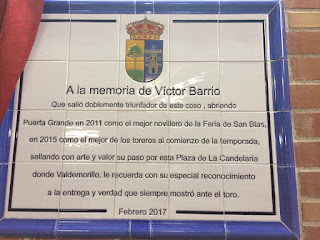 A la memoria de Víctor Barrio
Que salió doblemente triunfador de este coso , abriendo
Puerta Grande en 2011 como el mejor novillero de la Feria de San Blas,
en 2015 como el mejor de los toreros al comienzo de la temporada,
sellando con arte y valor su paso por esta Plaza de La Candelaria
donde Valdemorillo, le recuerda con su especial reconocimiento
a la entrega y verdad que siempre mostró ante el toro.
Febrero 2017